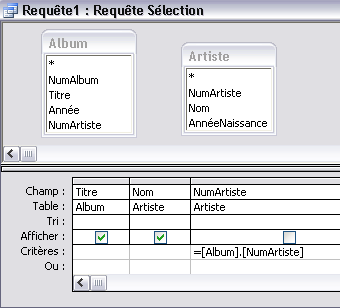 Requête1 : Requête Sélection
Album
*
NumAlbum
Titre
Année
NumArtiste
Artiste
*
NumArtiste
Nom
AnnéeNaissance
Champ : Titre Nom NumArtiste
Table : Album Artiste Artiste
Tri :
Afficher :
Critères : =[Album].[NumArtiste]
Ou :